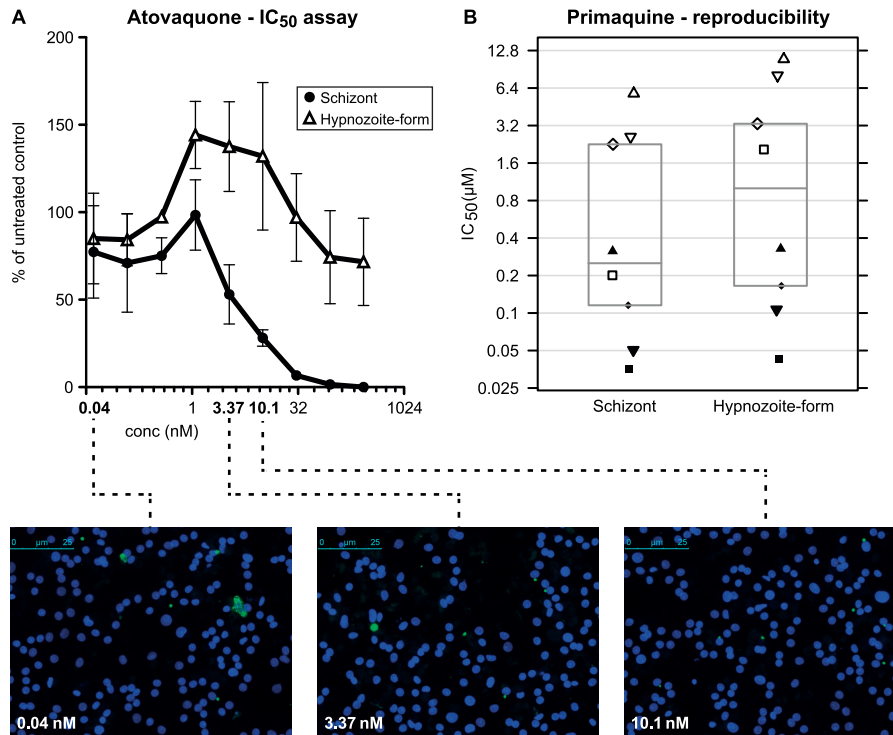 A
Atovaquone - IC50 assay
200
150
100
50
0
% of untreated control
Schizont
Hypnozoite-form
0.04
1
3.37
10.1
32
1024
conc (nM)
B
Primaquine - reproducibility
12.8
6.4
3.2
1.6
0.8
0.4
0.2
0.1
0.05
0.025
IC50(µM)
Schizont
Hypnozoite-form
0 µm 25
0.04 nM
0 µm 25
3.37 nM
0 µm 25
10.1 nM